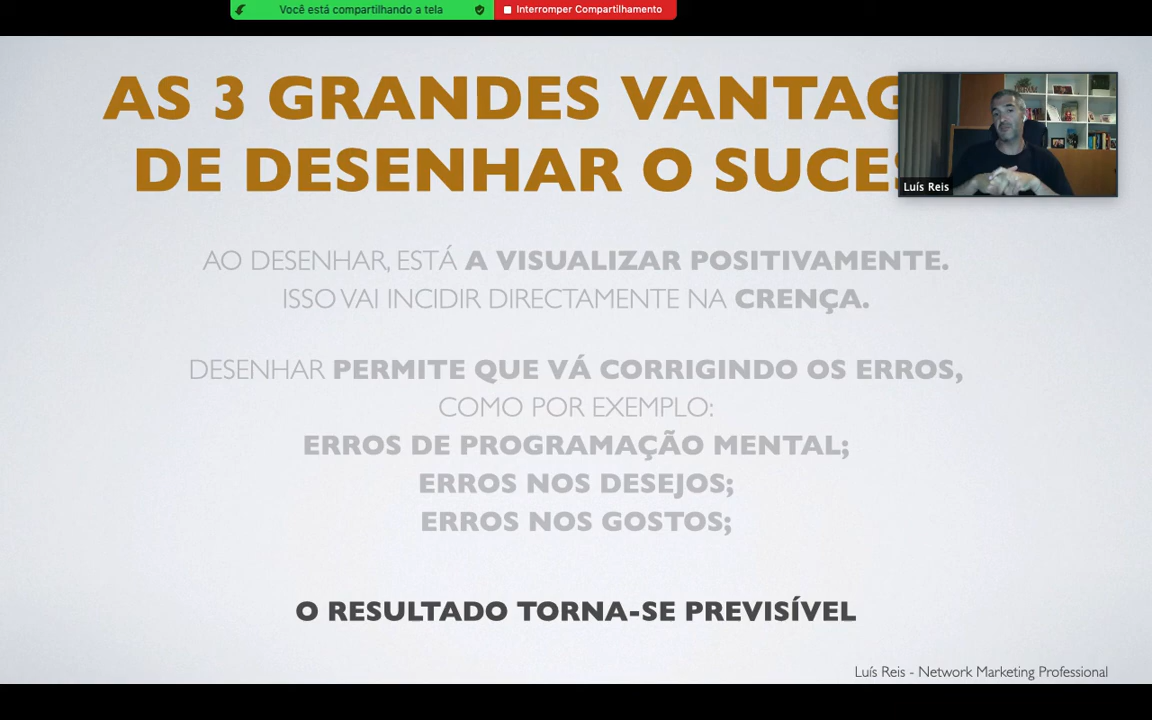 Você está compartilhando a tela
Interromper Compartilhamento
AS 3 GRANDES
DE DESENHAR O
Luís Reis
AO DESENHAR, ESTÁ A VISUALIZAR POSITIVAMENTE.
ISSO VAI INCIDIR DIRECTAMENTE NA CRENÇA.
DESENHAR PERMITE QUE VÁ CORRIGINDO OS ERROS,
COMO POR EXEMPLO:
ERROS DE PROGRAMAÇÃO MENTAL;
ERROS NOS DESEJOS;
ERROS NOS GOSTOS;
O RESULTADO TORNA-SE PREVISÍVEL
Luís Reis - Network Marketing Professional